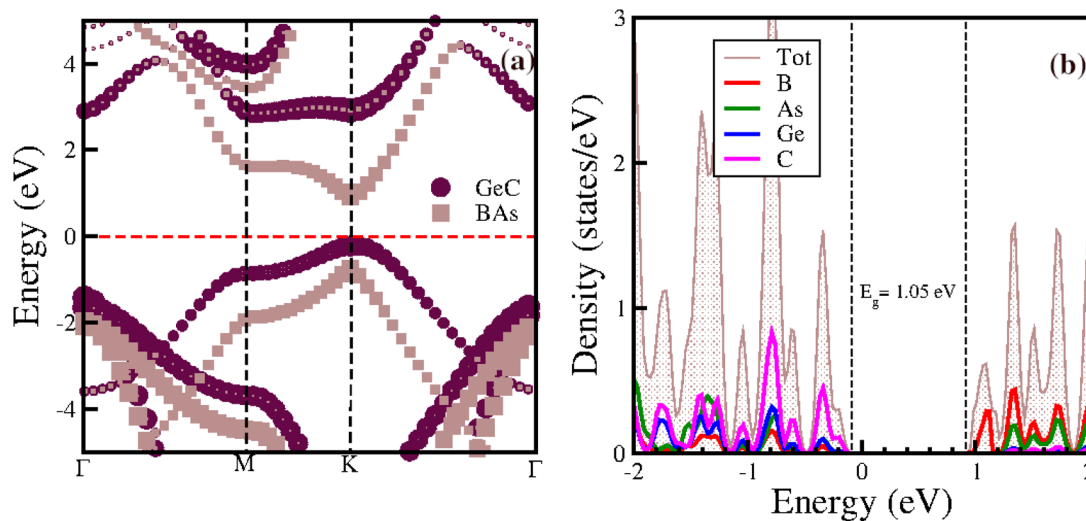 (a)
4
2
0
-2
-4
Energy (eV)
GeC
BAs
Γ
M
K
Γ
(b)
3
2
1
0
Density (states/eV)
Tot
B
As
Ge
C
E_g= 1.05 eV
-2
-1
0
1
2
Energy (eV)